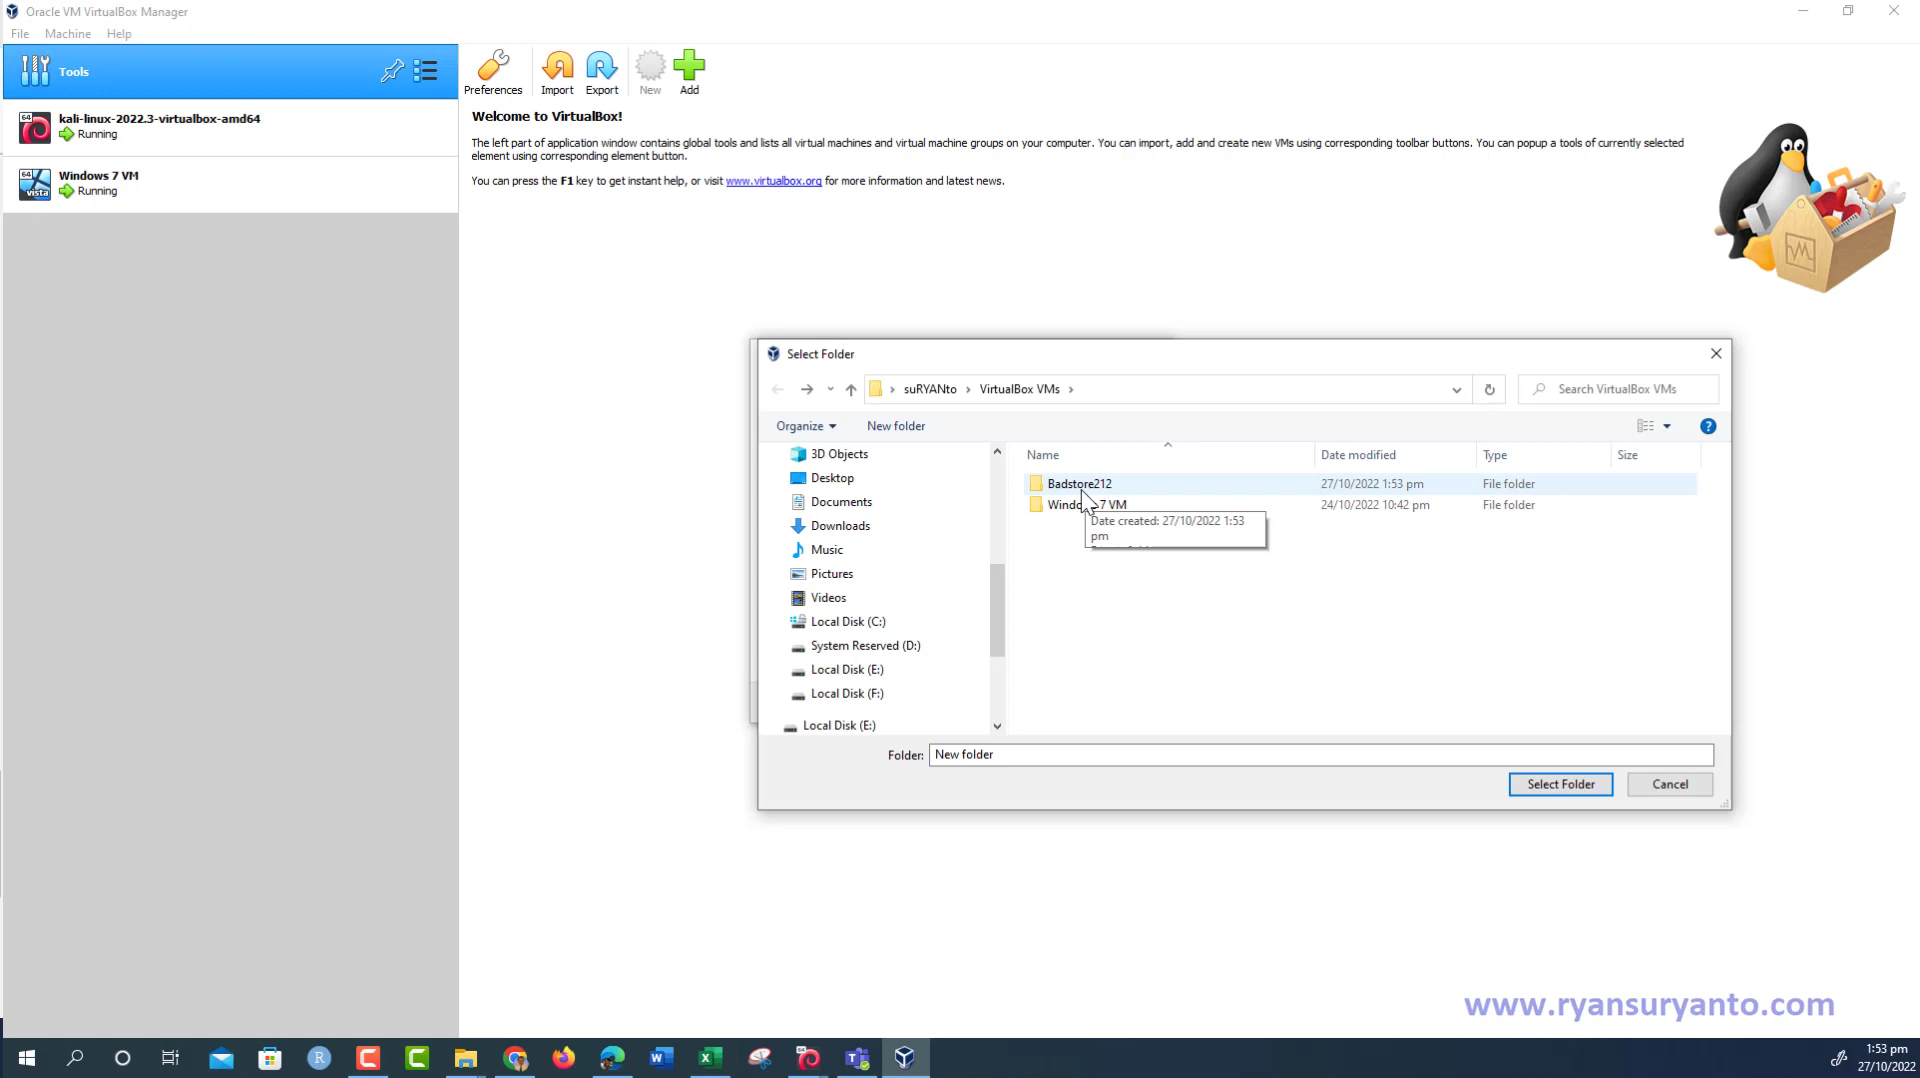 Oracle VM VirtualBox Manager
File Machine Help
Tools
Preferences Import Export New Add
64 kali-linux-2022.3-virtualbox-amd64
Running
64 Windows 7 VM
vista Running
Welcome to VirtualBox!
The left part of application window contains global tools and lists all virtual machines and virtual machine groups on your computer. You can import, add and create new VMs using corresponding toolbar buttons. You can popup a tools of currently selected
element using corresponding element button.
You can press the F1 key to get instant help, or visit www.virtualbox.org for more information and latest news.
Select Folder
suRYANto VirtualBox VMs
Search VirtualBox VMs
Organize New folder
3D Objects
Desktop
Documents
Downloads
Music
Pictures
Videos
Local Disk (C:)
System Reserved (D:)
Local Disk (E:)
Local Disk (F:)
Local Disk (E:)
Name Date modified Type Size
Badstore212 27/10/2022 1:53 pm File folder
7 VM 24/10/2022 10:42 pm File folder
Date created: 27/10/2022 1:53
pm
Folder: New folder
Select Folder Cancel
www.ryansuryanto.com
1:53 pm
27/10/2022